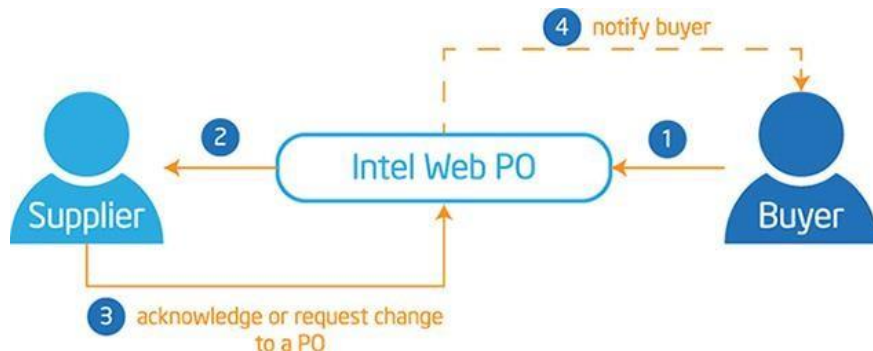 4 notify buyer
2
1
Intel Web PO
Supplier
Buyer
3 acknowledge or request change
to a PO